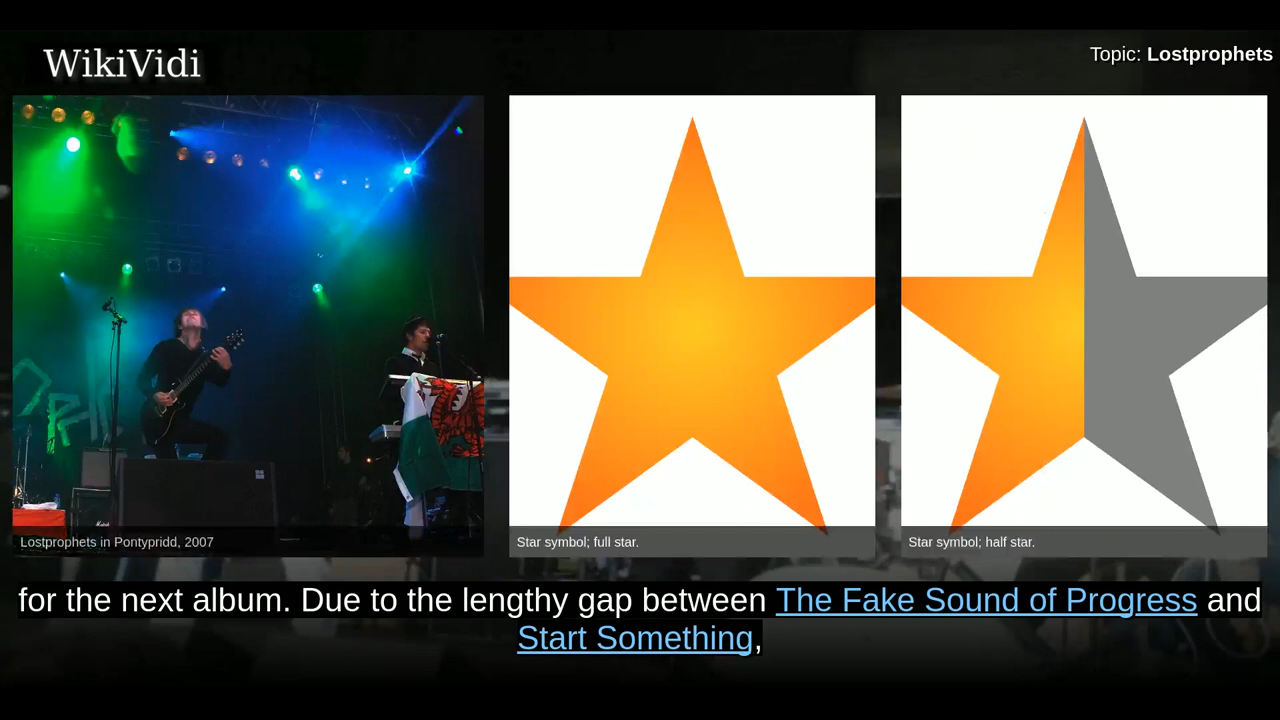 WikiVidi
Topic: Lostprophets
Lostprophets in Pontypridd, 2007
Star symbol; full star.
Star symbol; half star.
for the next album. Due to the lengthy gap between The Fake Sound of Progress and
Start Something,